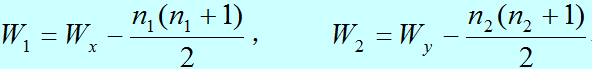 W₁ = Wₓ − n₁(n₁ + 1)/2 , W₂ = W_y − n₂(n₂ + 1)/2